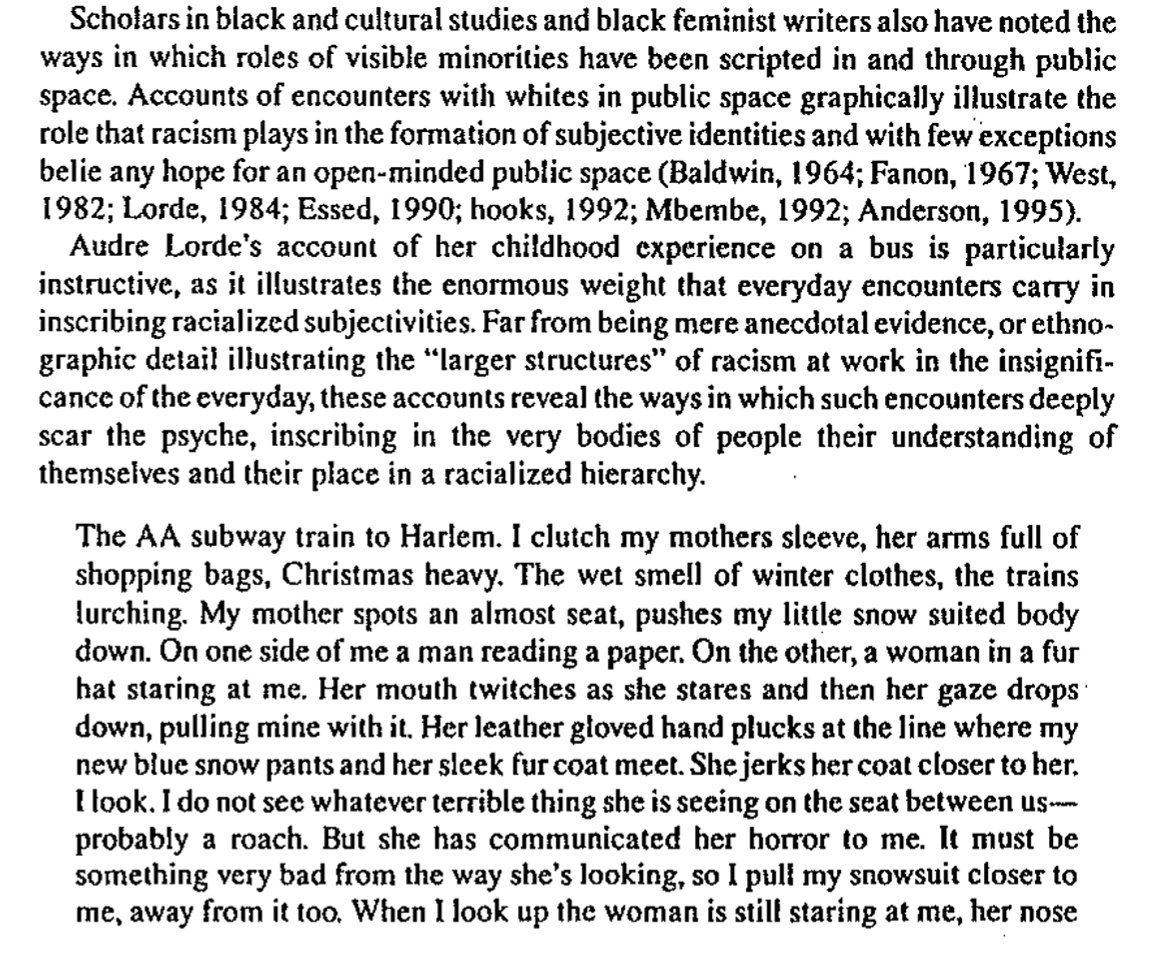 Scholars in black and cultural studies and black feminist writers also have noted the
ways in which roles of visible minorities have been scripted in and through public
space. Accounts of encounters with whites in public space graphically illustrate the
role that racism plays in the formation of subjective identities and with few exceptions
belie any hope for an open-minded public space (Baldwin, 1964; Fanon, 1967; West,
1982; Lorde, 1984; Essed, 1990; hooks, 1992; Mbembe, 1992; Anderson, 1995).
Audre Lorde's account of her childhood experience on a bus is particularly
instructive, as it illustrates the enormous weight that everyday encounters carry in
inscribing racialized subjectivities. Far from being mere anecdotal evidence, or ethno-
graphic detail illustrating the "larger structures" of racism at work in the insignifi-
cance of the everyday, these accounts reveal the ways in which such encounters deeply
scar the psyche, inscribing in the very bodies of people their understanding of
themselves and their place in a racialized hierarchy.
The AA subway train to Harlem. I clutch my mothers sleeve, her arms full of
shopping bags, Christmas heavy. The wet smell of winter clothes, the trains
lurching. My mother spots an almost seat, pushes my little snow suited body
down. On one side of me a man reading a paper. On the other, a woman in a fur
hat staring at me. Her mouth twitches as she stares and then her gaze drops
down, pulling mine with it. Her leather gloved hand plucks at the line where my
new blue snow pants and her sleek fur coat meet. She jerks her coat closer to her.
I look. I do not see whatever terrible thing she is seeing on the seat between us—
probably a roach. But she has communicated her horror to me. It must be
something very bad from the way she's looking, so I pull my snowsuit closer to
me, away from it too. When I look up the woman is still staring at me, her nose